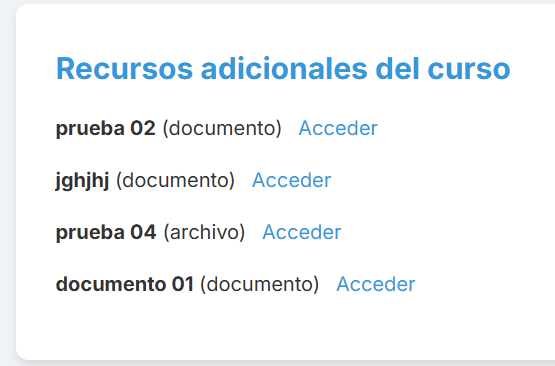 Recursos adicionales del curso
prueba 02 (documento) Acceder
jghjhj (documento) Acceder
prueba 04 (archivo) Acceder
documento 01 (documento) Acceder